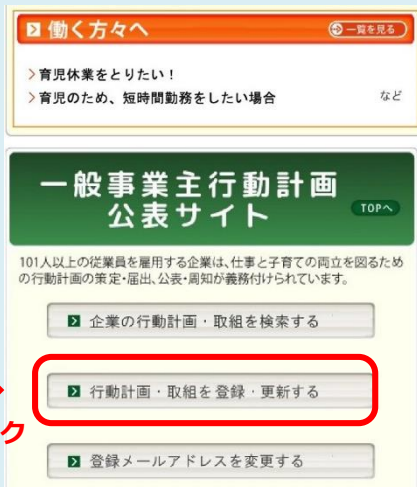 働く方々へ
一覧を見る
>育児休業をとりたい！
>育児のため、短時間勤務をしたい場合 など
一般事業主行動計画
公表サイト
TOPへ
101人以上の従業員を雇用する企業は、仕事と子育ての両立を図るため
の行動計画の策定・届出、公表・周知が義務付けられています。
企業の行動計画・取組を検索する
行動計画・取組を登録・更新する
ク
登録メールアドレスを変更する